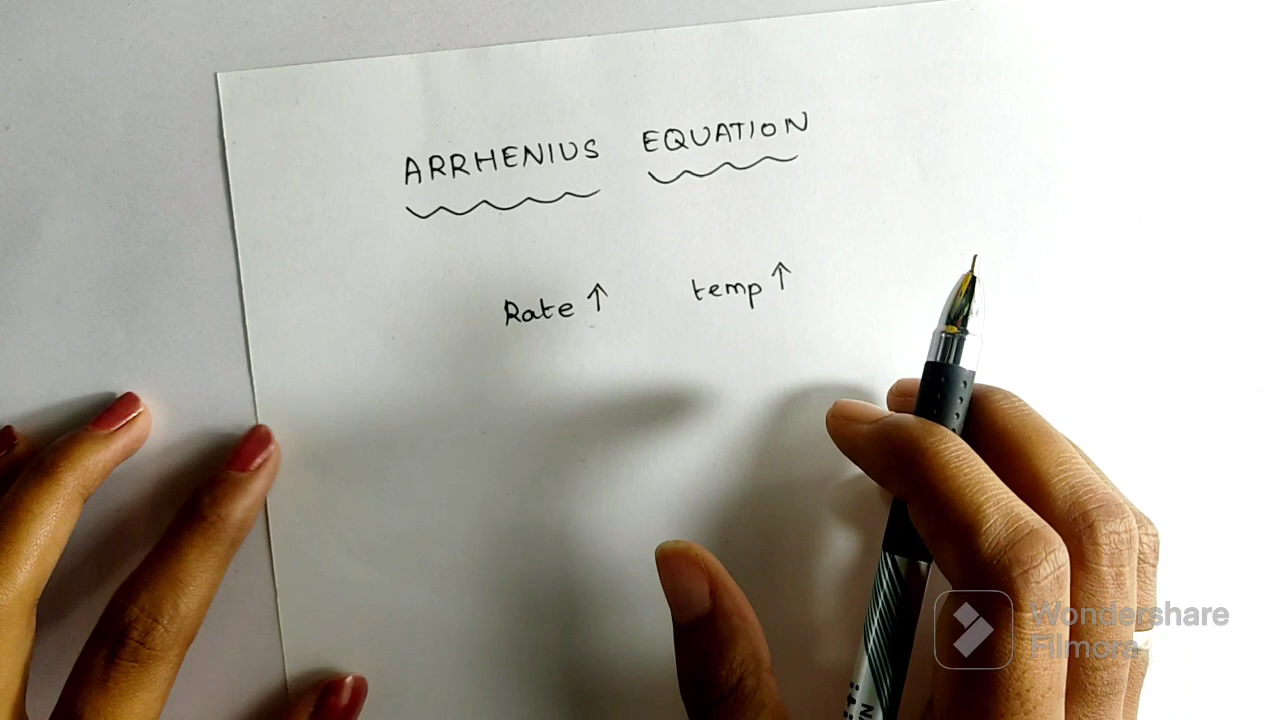 ARRHENIUS EQUATION
Rate ↑ temp ↑
Wondershare
Filmora